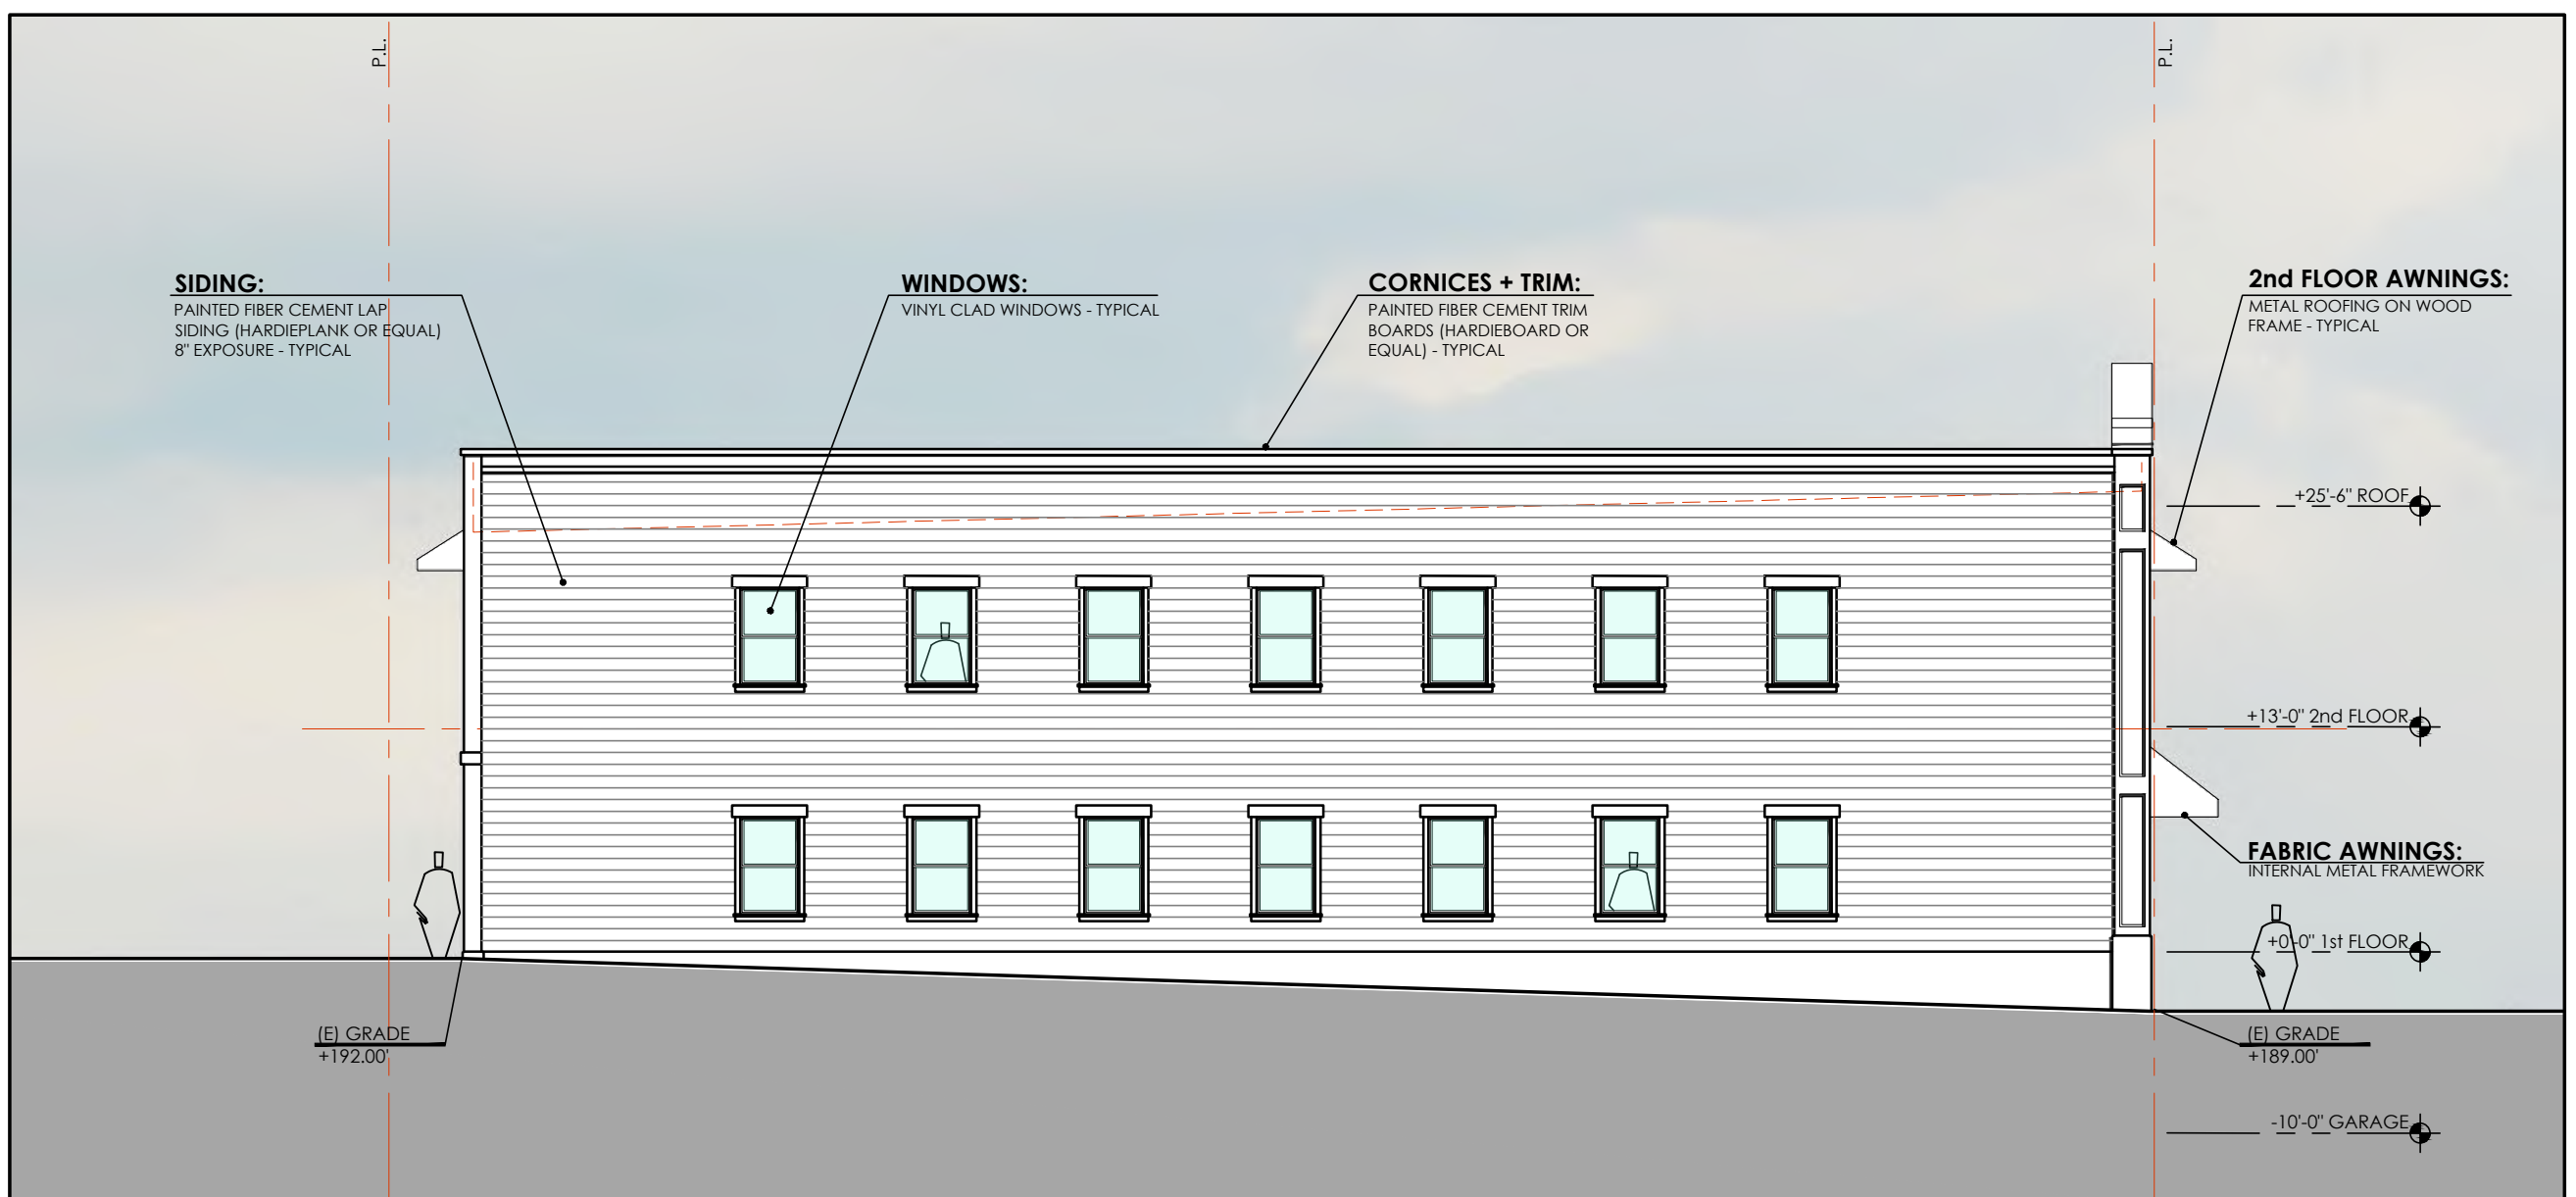 P.L.
P.L.
SIDING:
PAINTED FIBER CEMENT LAP
SIDING (HARDIEPLANK OR EQUAL)
8" EXPOSURE - TYPICAL
WINDOWS:
VINYL CLAD WINDOWS - TYPICAL
CORNICES + TRIM:
PAINTED FIBER CEMENT TRIM
BOARDS (HARDIEBOARD OR
EQUAL) - TYPICAL
2nd FLOOR AWNINGS:
METAL ROOFING ON WOOD
FRAME - TYPICAL
+25'-6" ROOF
+13'-0" 2nd FLOOR
FABRIC AWNINGS:
INTERNAL METAL FRAMEWORK
+0'-0" 1st FLOOR
(E) GRADE
+192.00'
(E) GRADE
+189.00'
-10'-0" GARAGE